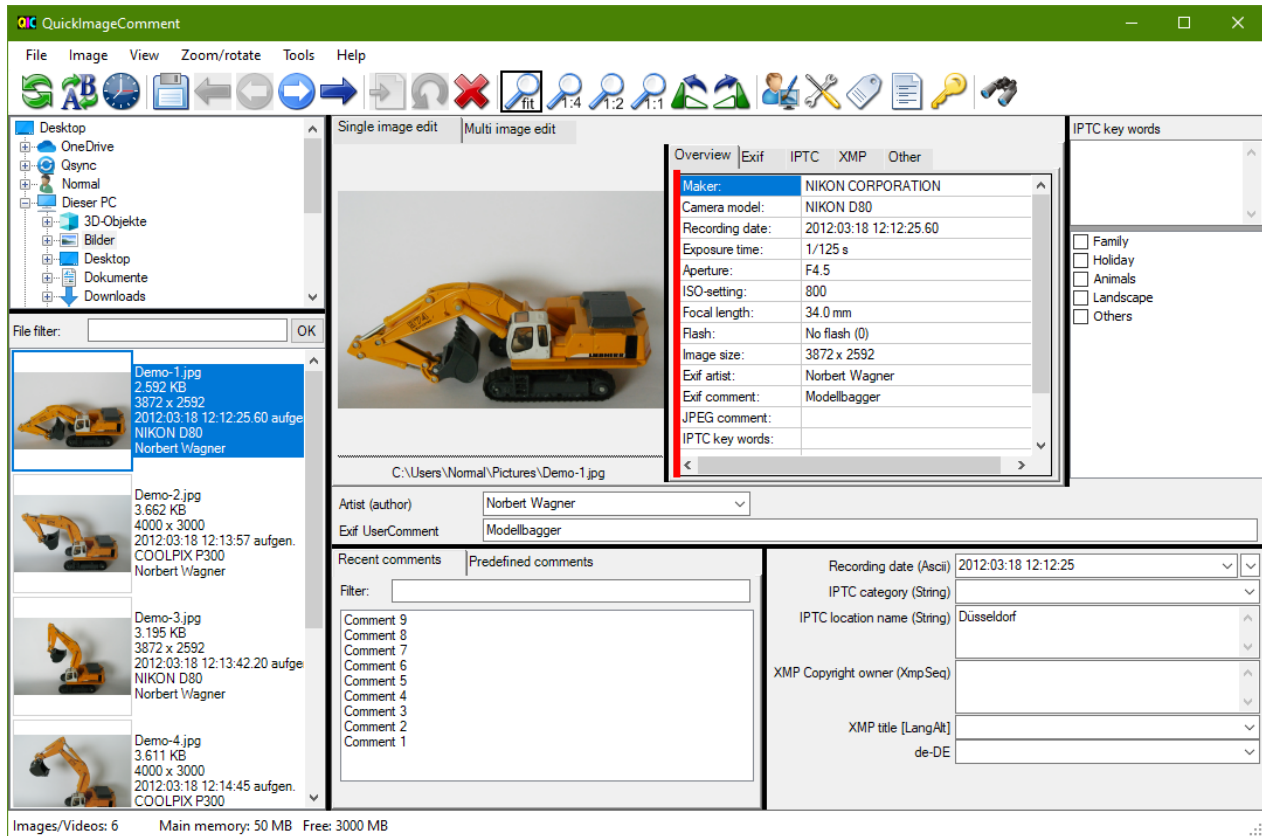 QIC QuickImageComment
File Image View Zoom/rotate Tools Help
AB fit 1:4 1:2 1:1
Desktop
OneDrive
Qsync
Normal
Dieser PC
3D-Objekte
Bilder
Desktop
Dokumente
Downloads
File filter: OK
Demo-1.jpg
2.592 KB
3872 x 2592
2012:03:18 12:12:25.60 aufge
NIKON D80
Norbert Wagner
Demo-2.jpg
3.662 KB
4000 x 3000
2012:03:18 12:13:57 aufgen.
COOLPIX P300
Norbert Wagner
Demo-3.jpg
3.195 KB
3872 x 2592
2012:03:18 12:13:42.20 aufge
NIKON D80
Norbert Wagner
Demo-4.jpg
3.611 KB
4000 x 3000
2012:03:18 12:14:45 aufgen.
COOLPIX P300
Single image edit Multi image edit
LIEBHERR
C:\Users\Normal\Pictures\Demo-1.jpg
Overview Exif IPTC XMP Other
Maker: NIKON CORPORATION
Camera model: NIKON D80
Recording date: 2012:03:18 12:12:25.60
Exposure time: 1/125 s
Aperture: F4.5
ISO-setting: 800
Focal length: 34.0 mm
Flash: No flash (0)
Image size: 3872 x 2592
Exif artist: Norbert Wagner
Exif comment: Modellbagger
JPEG comment:
IPTC key words:
IPTC key words
Family
Holiday
Animals
Landscape
Others
Artist (author) Norbert Wagner
Exif UserComment Modellbagger
Recent comments Predefined comments
Filter:
Comment 9
Comment 8
Comment 7
Comment 6
Comment 5
Comment 4
Comment 3
Comment 2
Comment 1
Recording date (Ascii) 2012:03:18 12:12:25
IPTC category (String)
IPTC location name (String) Düsseldorf
XMP Copyright owner (XmpSeq)
XMP title [LangAlt]
de-DE
Images/Videos: 6 Main memory: 50 MB Free: 3000 MB